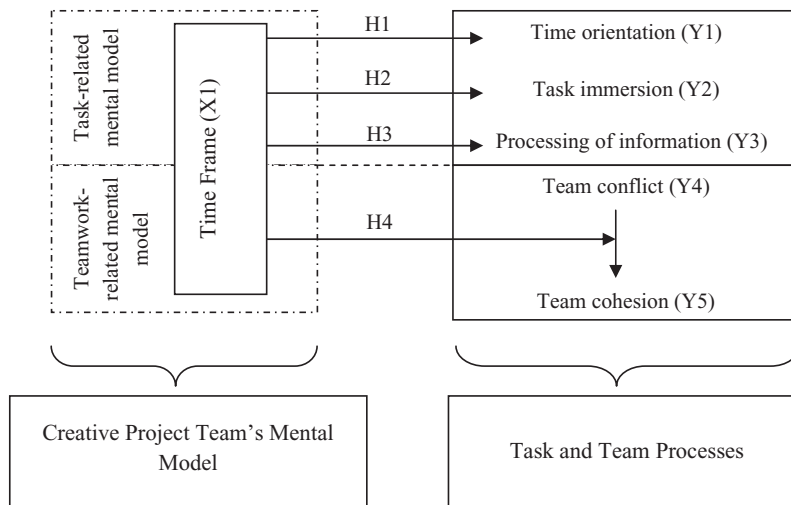 Task-related
mental model
Teamwork-
related mental
model
Time Frame (X1)
H1
H2
H3
H4
Time orientation (Y1)
Task immersion (Y2)
Processing of information (Y3)
Team conflict (Y4)
Team cohesion (Y5)
Creative Project Team’s Mental
Model
Task and Team Processes